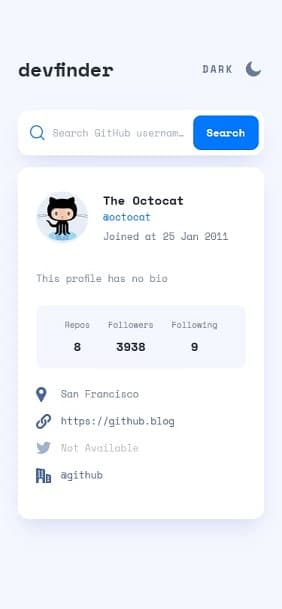 devfinder
DARK
Search GitHub usernam…
Search
The Octocat
@octocat
Joined at 25 Jan 2011
This profile has no bio
Repos Followers Following
8 3938 9
San Francisco
https://github.blog
Not Available
@github